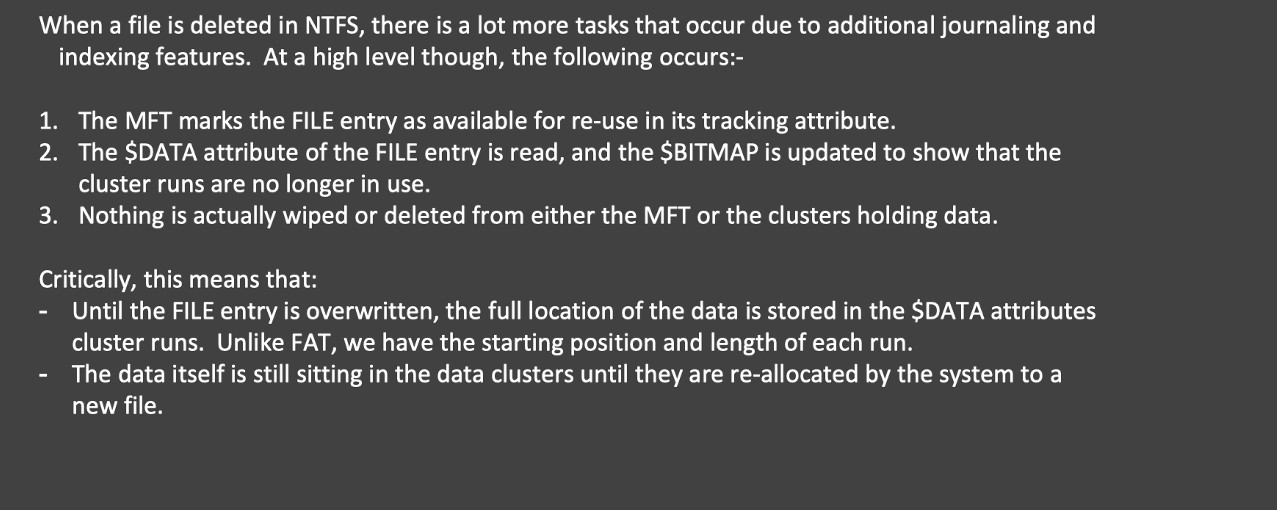 When a file is deleted in NTFS, there is a lot more tasks that occur due to additional journaling and
indexing features.  At a high level though, the following occurs:-
1. The MFT marks the FILE entry as available for re-use in its tracking attribute.
2. The $DATA attribute of the FILE entry is read, and the $BITMAP is updated to show that the
cluster runs are no longer in use.
3. Nothing is actually wiped or deleted from either the MFT or the clusters holding data.
Critically, this means that:
- Until the FILE entry is overwritten, the full location of the data is stored in the $DATA attributes
cluster runs.  Unlike FAT, we have the starting position and length of each run.
- The data itself is still sitting in the data clusters until they are re-allocated by the system to a
new file.